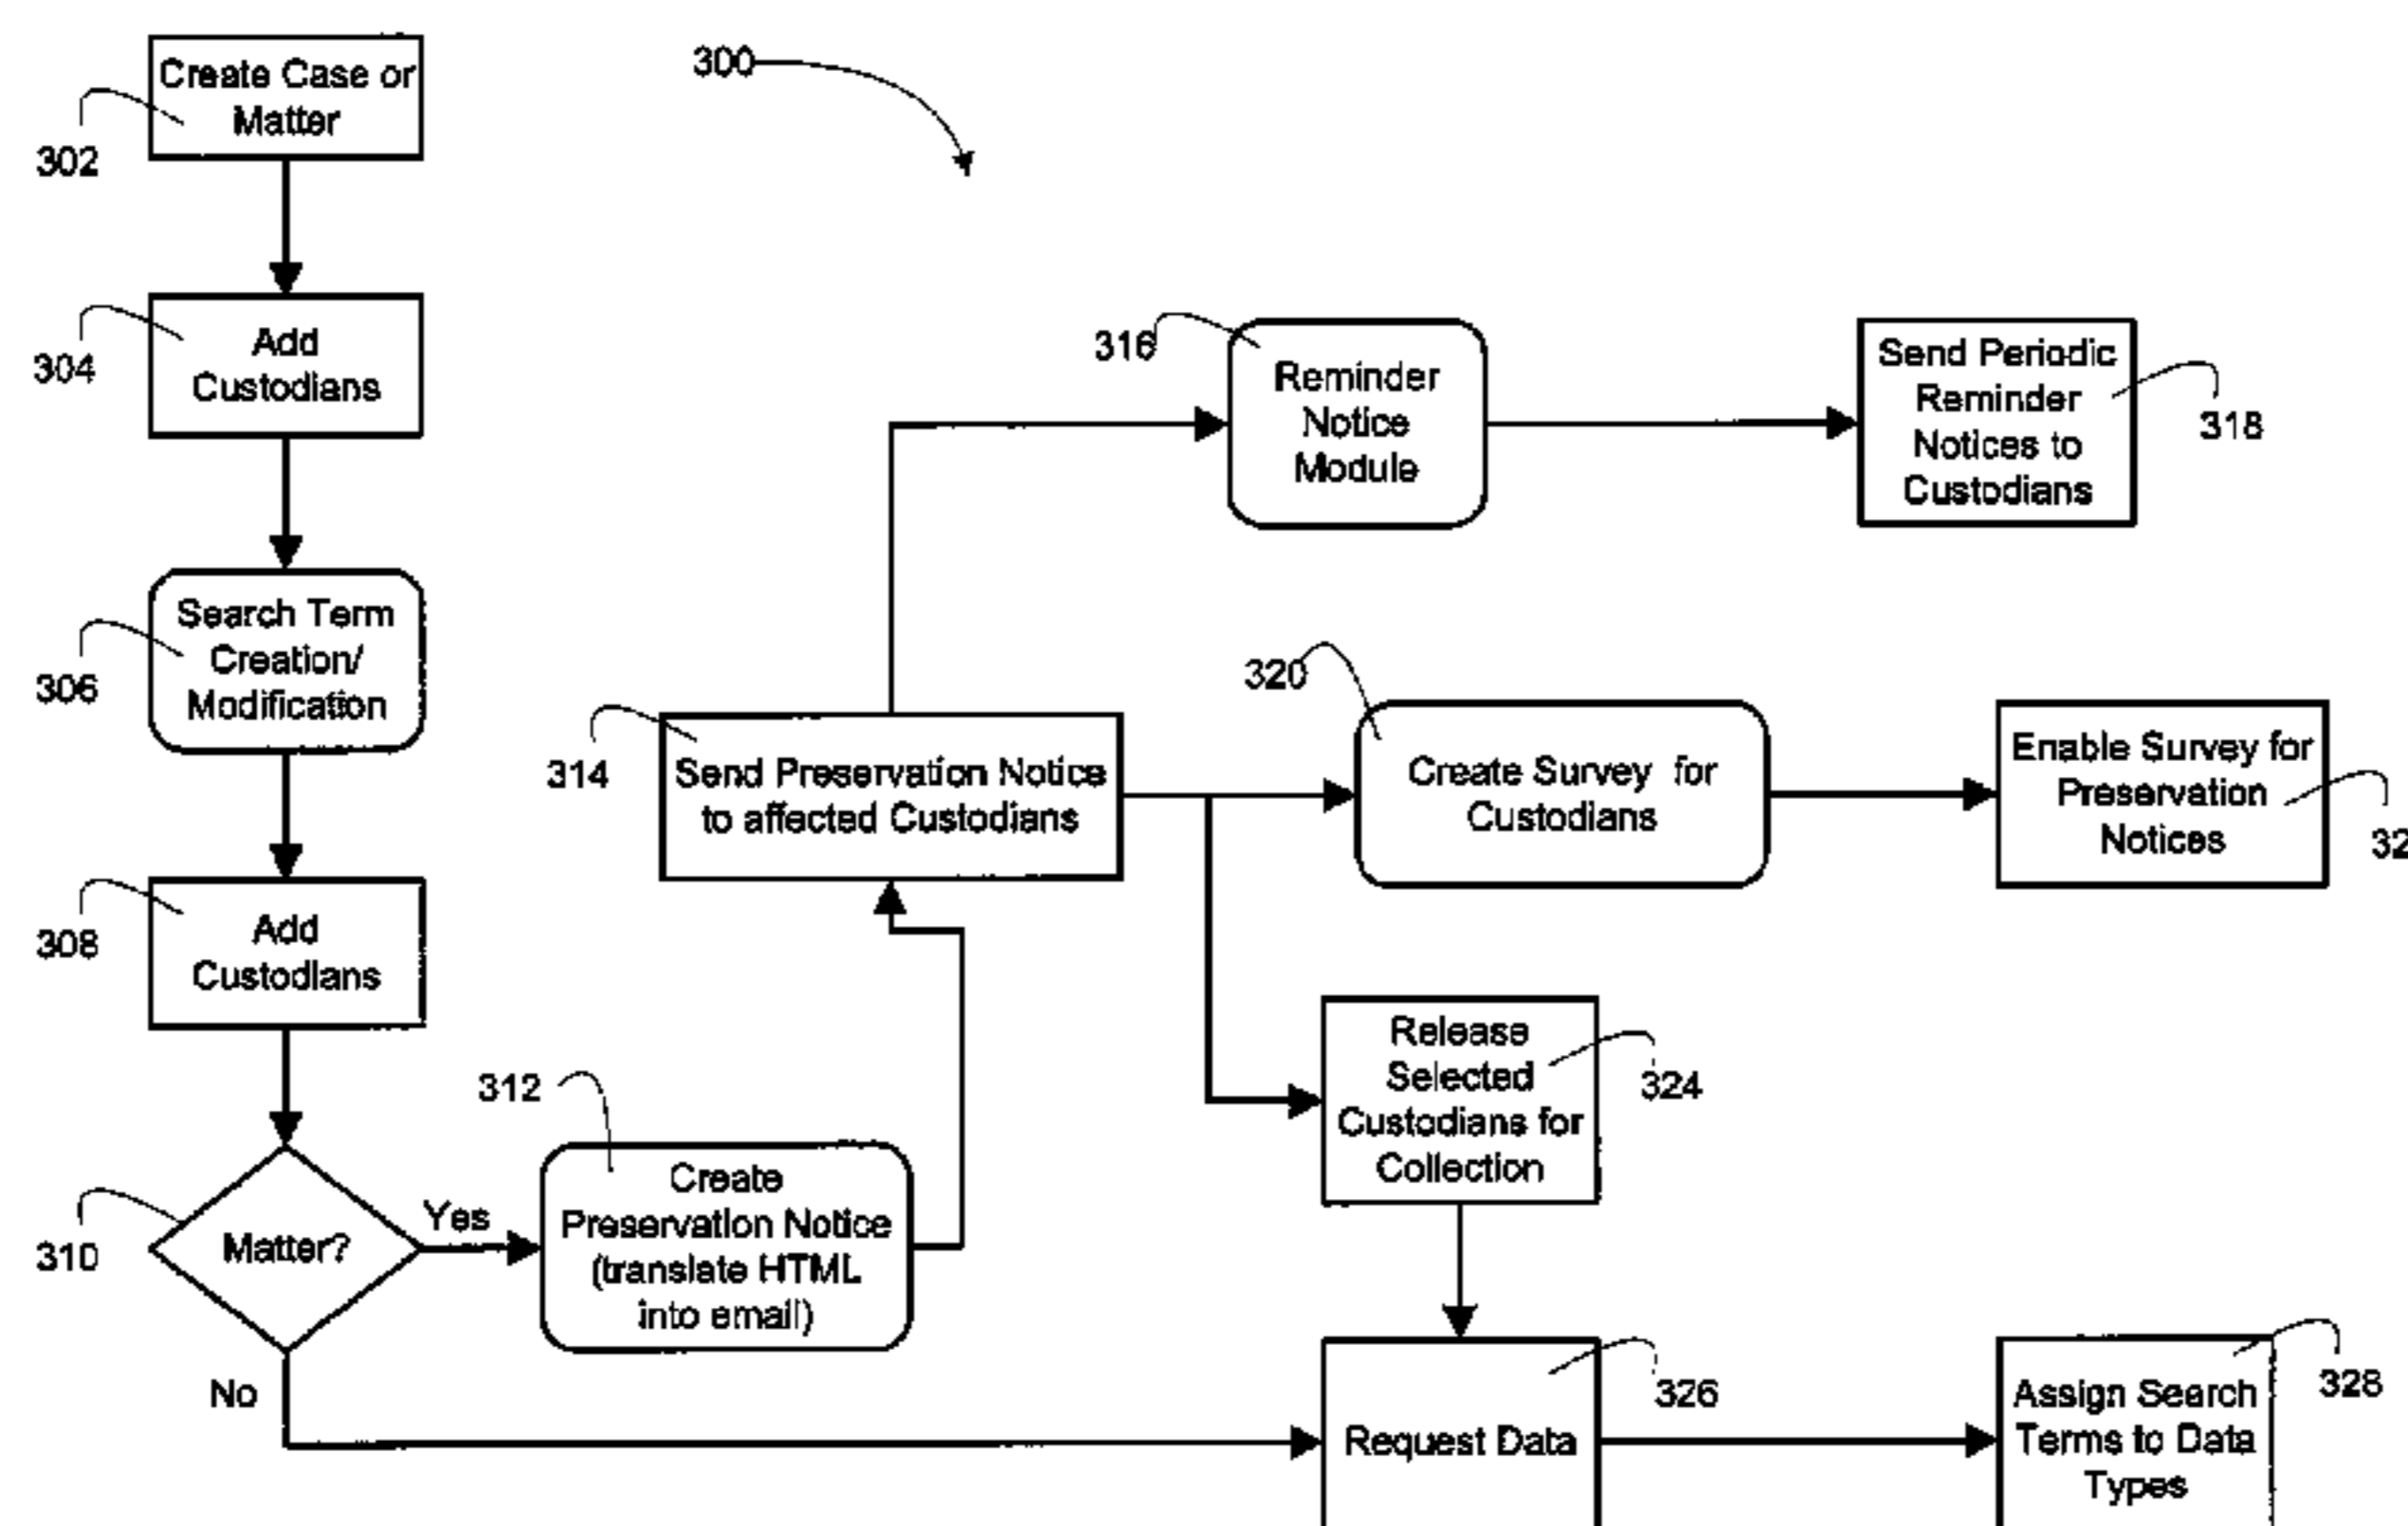 300
Create Case or
Matter
302
Add
Custodians
304
Search Term
Creation/
Modification
306
Add
Custodians
308
Matter?
310
Yes
No
312
Create
Preservation Notice
(translate HTML
into email)
314
Send Preservation Notice
to affected Custodians
316
Reminder
Notice
Module
Send Periodic
Reminder
Notices to
Custodians
318
320
Create Survey for
Custodians
Enable Survey for
Preservation
Notices
Release
Selected
Custodians for
Collection
324
Request Data
326
Assign Search
Terms to Data
Types
328